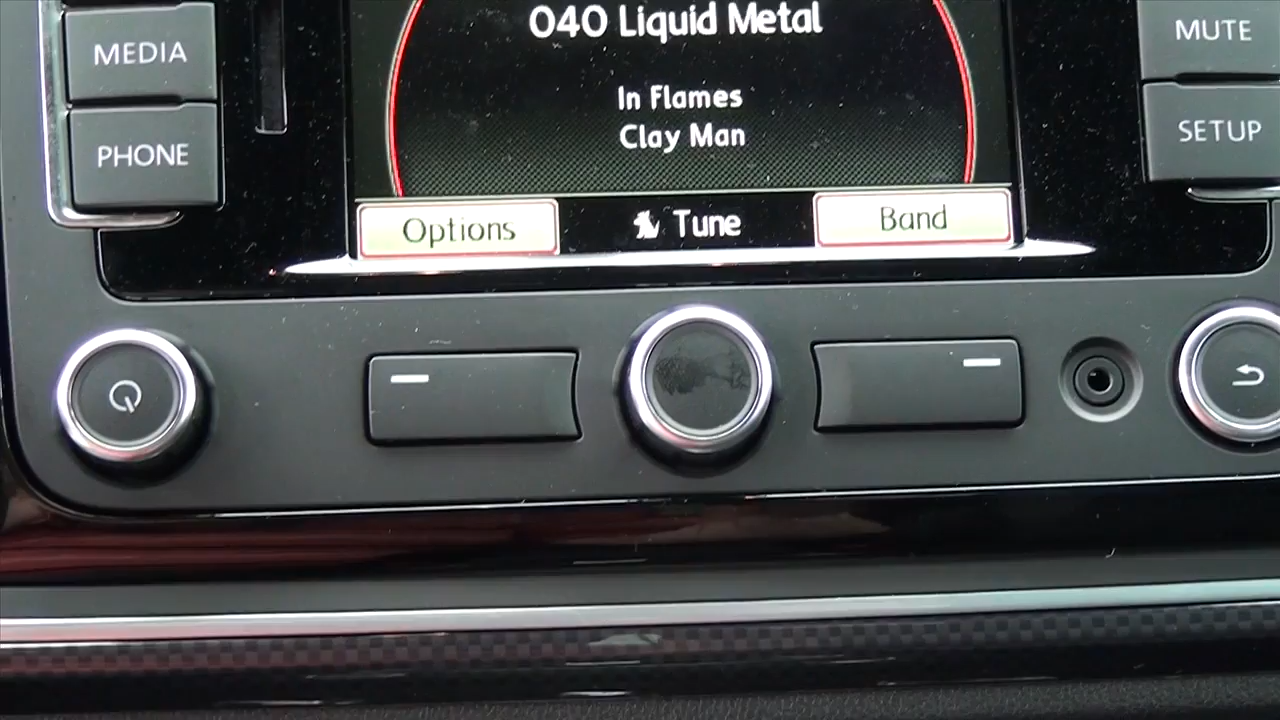 040 Liquid Metal
In Flames
Clay Man
Options
Tune
Band
MEDIA
PHONE
MUTE
SETUP